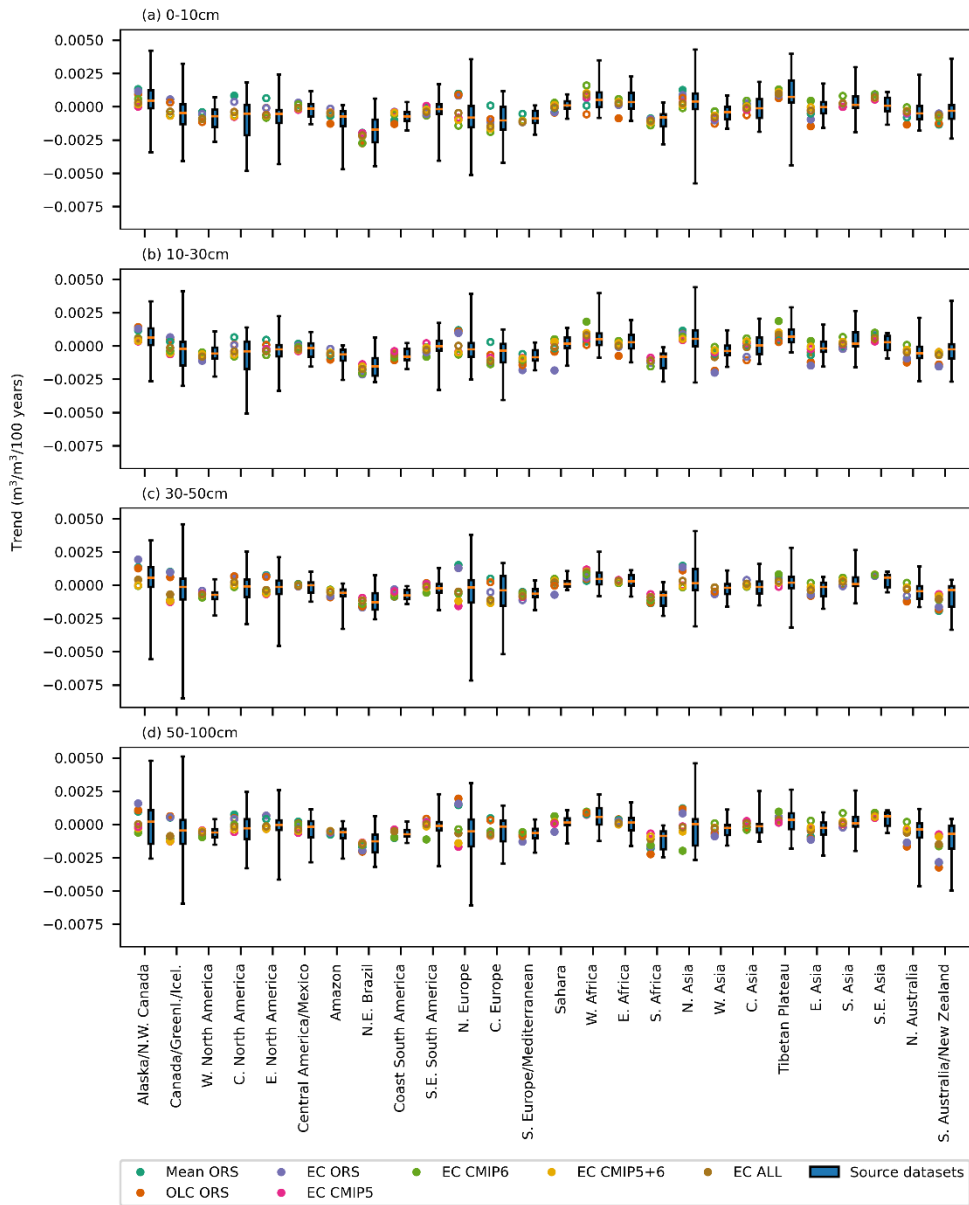 (a) 0-10cm
0.0050
0.0025
0.0000
−0.0025
−0.0050
−0.0075
(b) 10-30cm
0.0050
0.0025
0.0000
−0.0025
−0.0050
−0.0075
(c) 30-50cm
0.0050
0.0025
0.0000
−0.0025
−0.0050
−0.0075
(d) 50-100cm
0.0050
0.0025
0.0000
−0.0025
−0.0050
−0.0075
Trend (m³/m³/100 years)
Alaska/N.W. Canada
Canada/Greenl./Icel.
W. North America
C. North America
E. North America
Central America/Mexico
Amazon
N.E. Brazil
Coast South America
S.E. South America
N. Europe
C. Europe
S. Europe/Mediterranean
Sahara
W. Africa
E. Africa
S. Africa
N. Asia
W. Asia
C. Asia
Tibetan Plateau
E. Asia
S. Asia
S.E. Asia
N. Australia
S. Australia/New Zealand
Mean ORS
OLC ORS
EC ORS
EC CMIP5
EC CMIP6
EC CMIP5+6
EC ALL
Source datasets